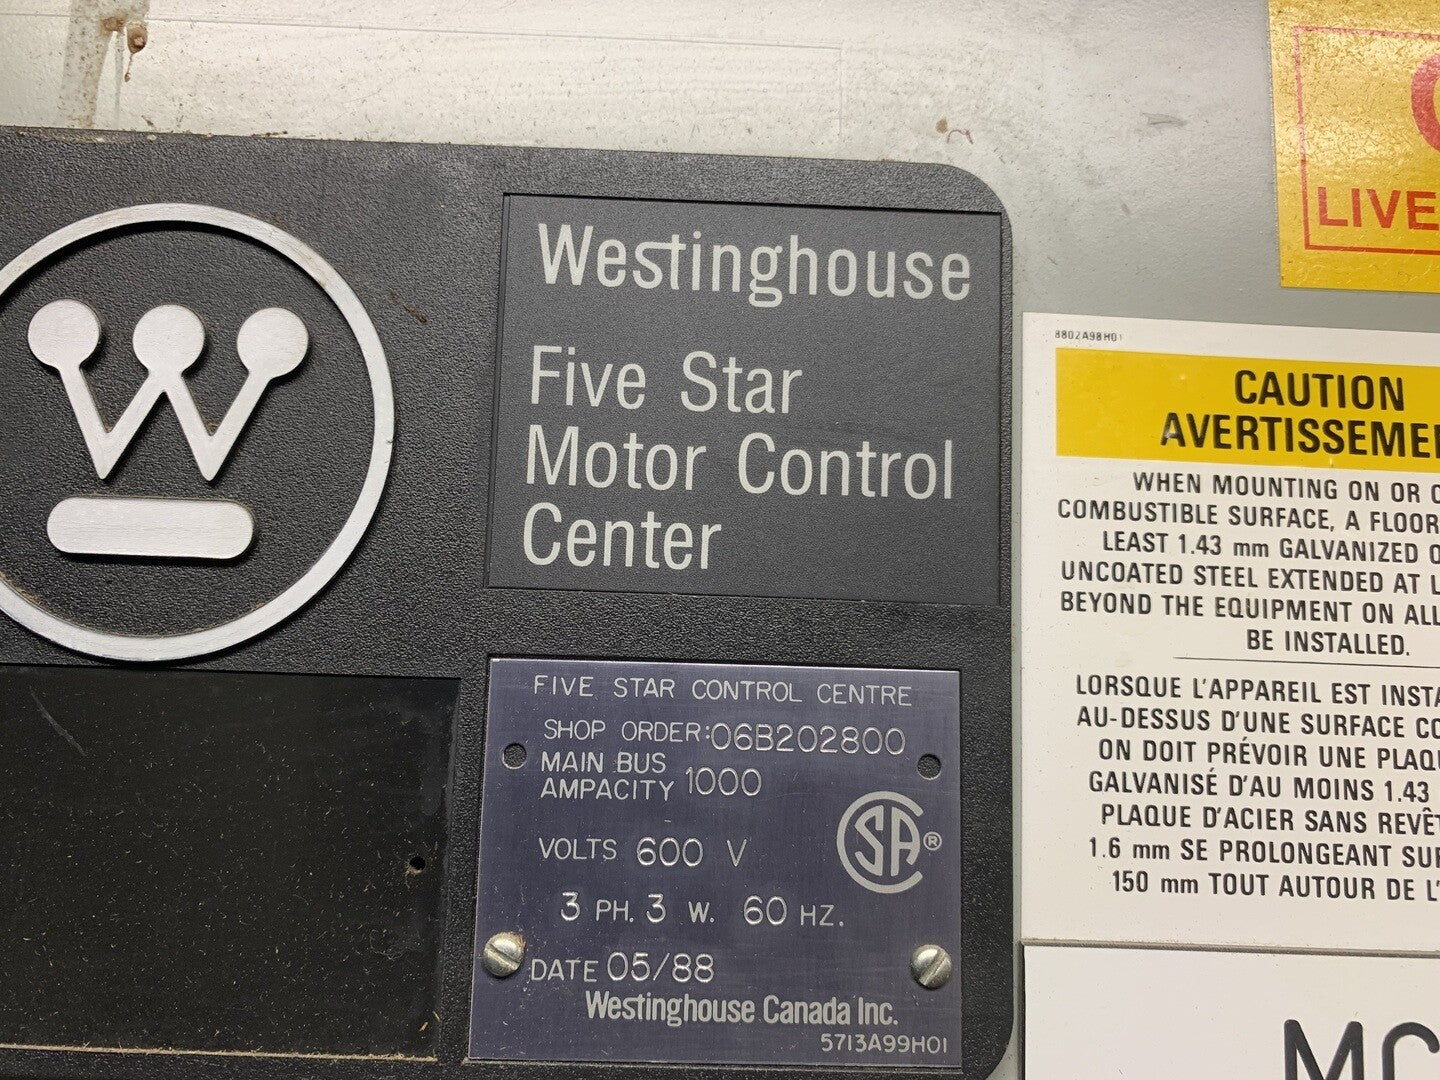 Westinghouse
Five Star
Motor Control
Center
FIVE STAR CONTROL CENTRE
SHOP ORDER: 06B202800
MAIN BUS
AMPACITY 1000
VOLTS 600 V
3 PH. 3 W. 60 HZ.
DATE 05/88
Westinghouse Canada Inc.
5713A99H01
CSA ®
LIVE
8802A98H01
CAUTION
WHEN MOUNTING ON OR
COMBUSTIBLE SURFACE, A FLOOR
LEAST 1.43 mm GALVANIZED
UNCOATED STEEL EXTENDED AT
BEYOND THE EQUIPMENT ON ALL
BE INSTALLED.
LORSQUE L'APPAREIL EST
AU-DESSUS D'UNE SURFACE
ON DOIT PRÉVOIR UNE
GALVANISÉ D'AU MOINS 1.43
PLAQUE D'ACIER SANS
1.6 mm SE PROLONGEANT
150 mm TOUT AUTOUR DE